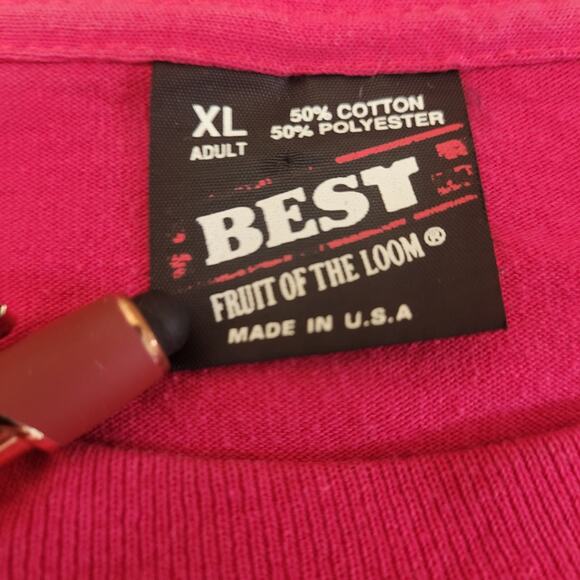 XL
ADULT
50% COTTON
50% POLYESTER
BEST
FRUIT OF THE LOOM®
MADE IN U.S.A